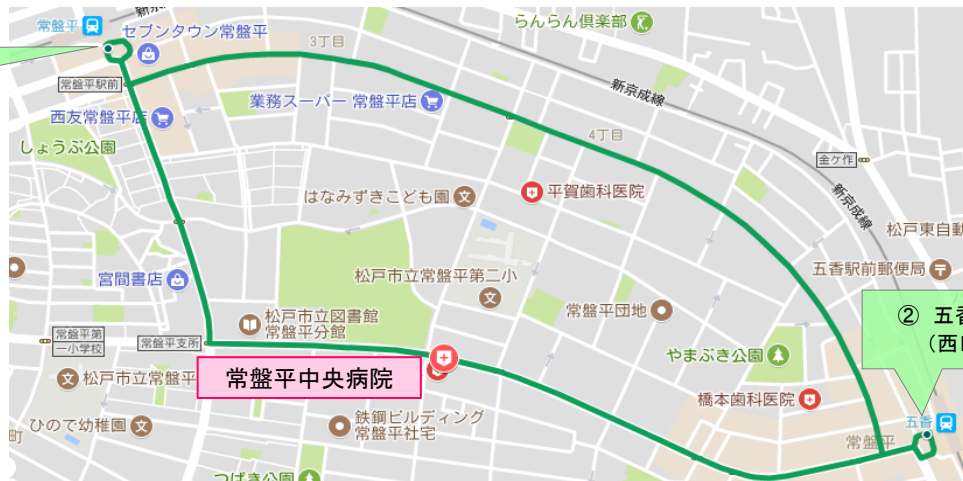 常盤平
新京成
セブンタウン常盤平
らんらん倶楽部
3丁目
常盤平駅前
業務スーパー 常盤平店
新京成線
西友常盤平店
しょうぶ公園
4丁目
金ケ作
はなみずきこども園
平賀歯科医院
新京成線
松戸東自動
松戸市立常盤平第二小
五香駅前郵便局
宮間書店
常盤平団地
② 五香
(西口
松戸市立図書館
常盤平分館
常盤平第
一小学校
常盤平支所
やまぶき公園
松戸市立常盤平
常盤平中央病院
橋本歯科医院
ひの で幼稚園
鉄鋼ビルディング
常盤平社宅
五香
常盤平
町
つばき公園